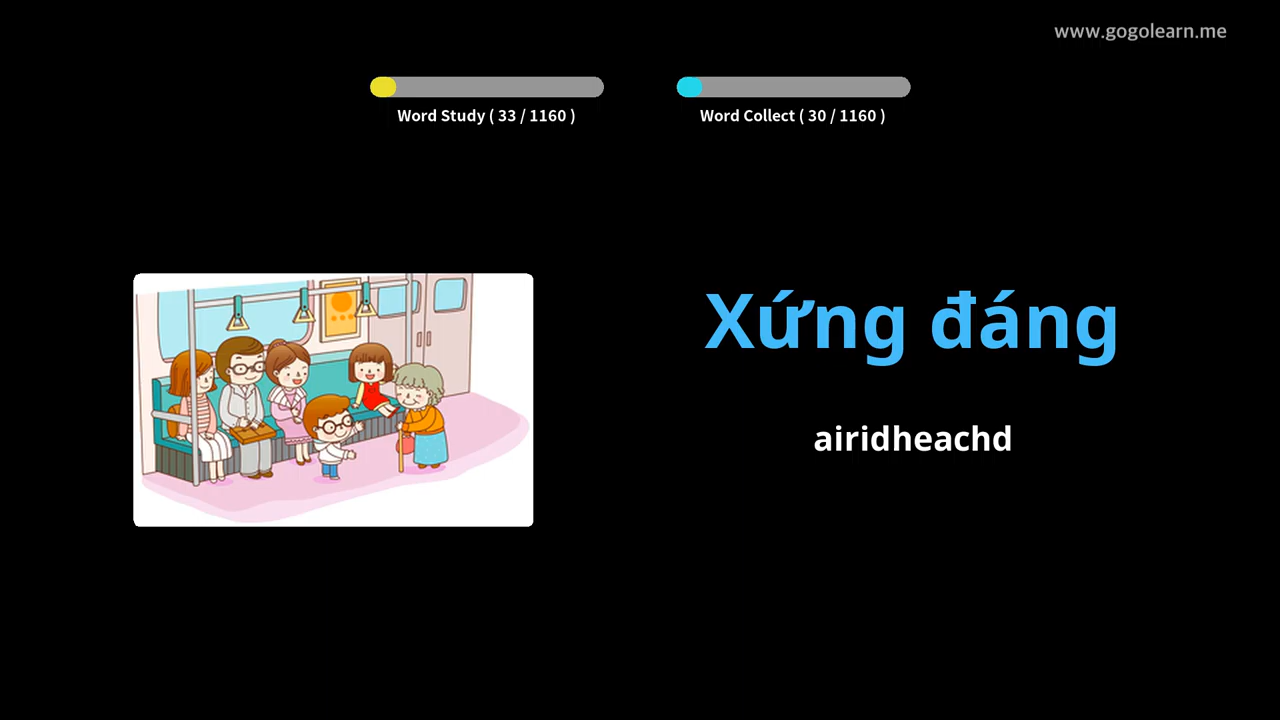 www.gogolearn.me
Word Study ( 33 / 1160 )
Word Collect ( 30 / 1160 )
Xứng đáng
airidheachd